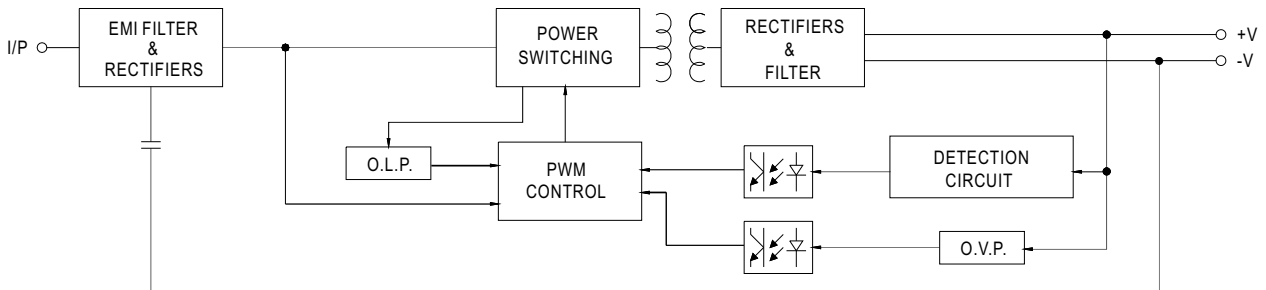 I/P
EMI FILTER
&
RECTIFIERS
POWER
SWITCHING
RECTIFIERS
&
FILTER
+V
-V
O.L.P.
PWM
CONTROL
DETECTION
CIRCUIT
O.V.P.